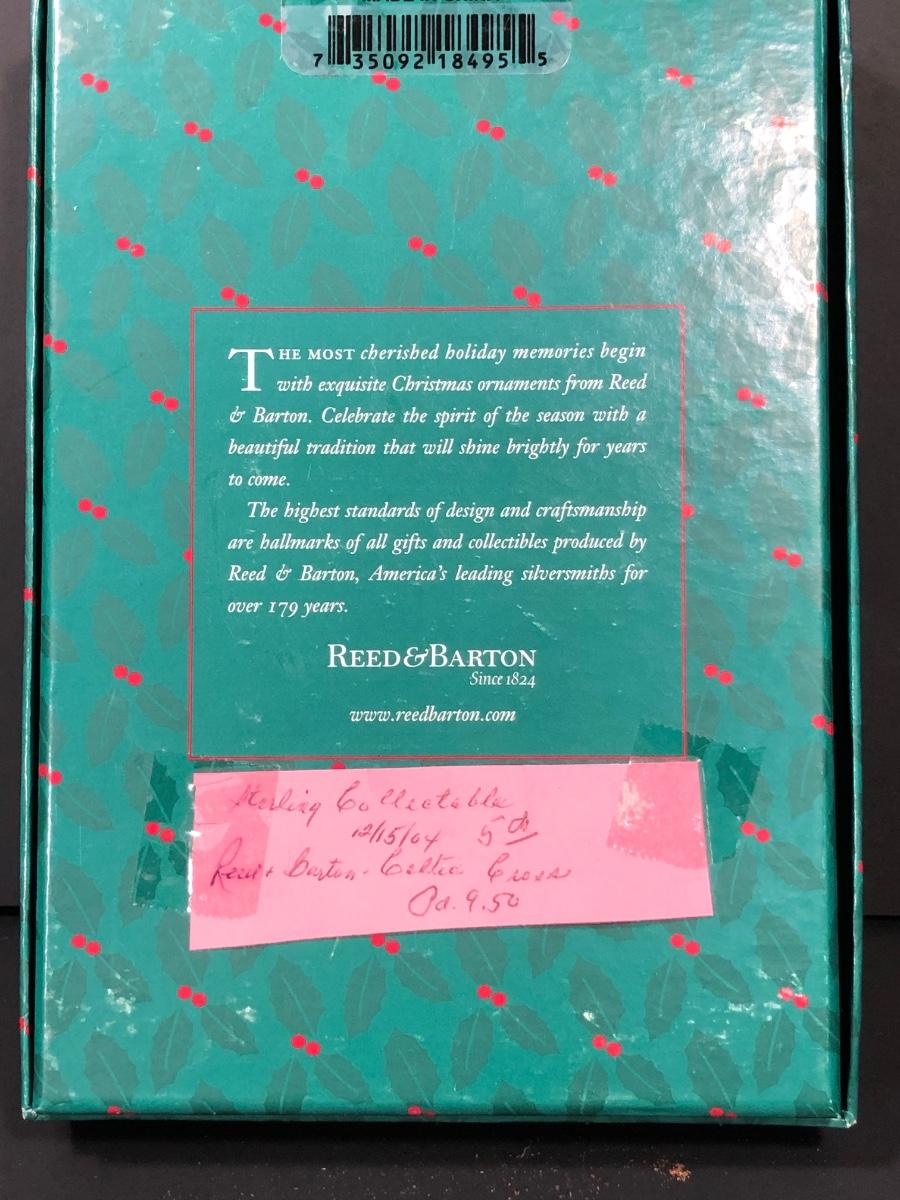 MADE IN CHINA
7 35092 18495 5
THE MOST cherished holiday memories begin
with exquisite Christmas ornaments from Reed
& Barton. Celebrate the spirit of the season with a
beautiful tradition that will shine brightly for years
to come.
The highest standards of design and craftsmanship
are hallmarks of all gifts and collectibles produced by
Reed & Barton, America's leading silversmiths for
over 179 years.
REED & BARTON
Since 1824
www.reedbarton.com
Sterling Collectable
12/15/04 5th
Reed + Barton - Celtic Cross
Pd. 9.50